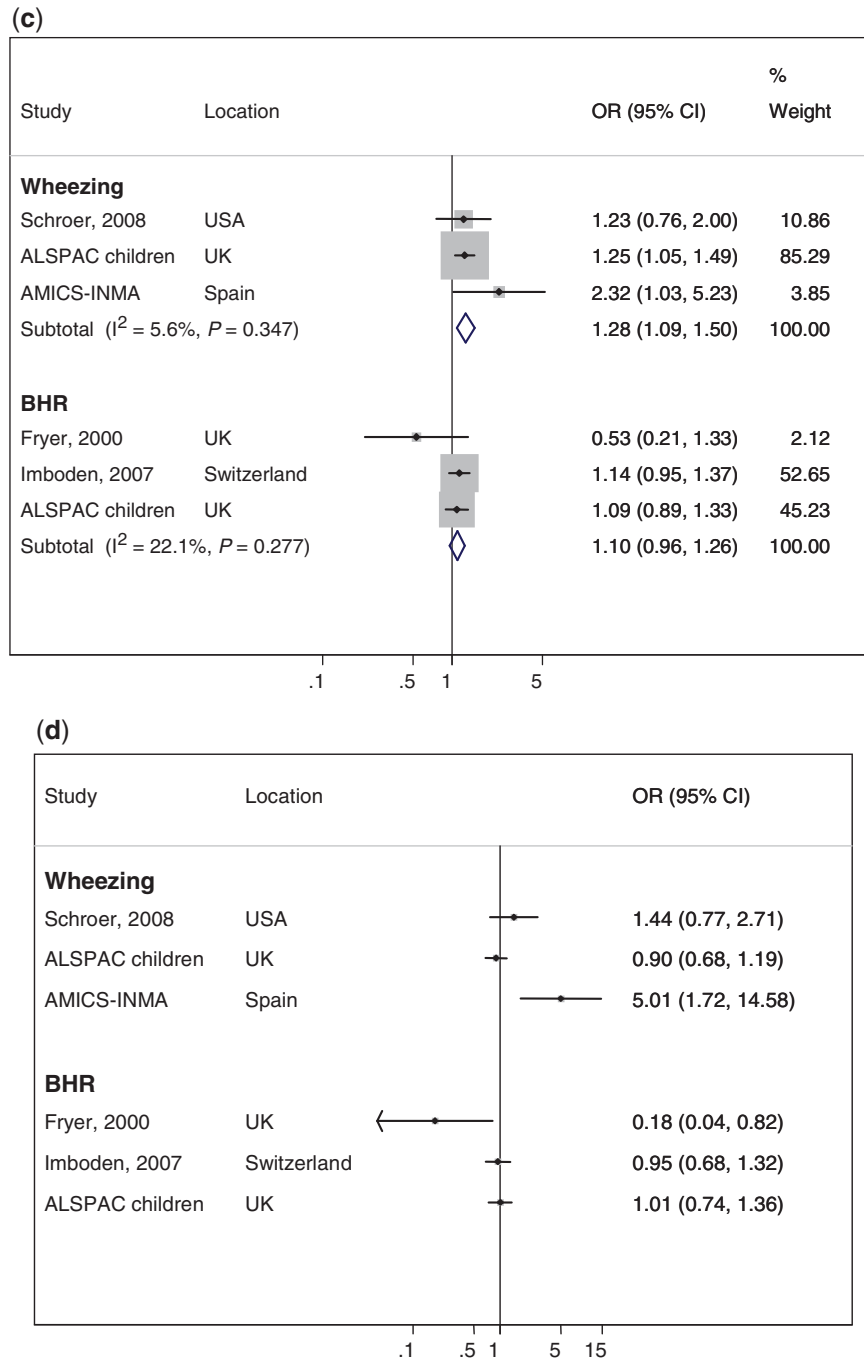 (c)
%
Study Location OR (95% CI) Weight
Wheezing
Schroer, 2008 USA 1.23 (0.76, 2.00) 10.86
ALSPAC children UK 1.25 (1.05, 1.49) 85.29
AMICS-INMA Spain 2.32 (1.03, 5.23) 3.85
Subtotal (I² = 5.6%, P = 0.347) 1.28 (1.09, 1.50) 100.00
BHR
Fryer, 2000 UK 0.53 (0.21, 1.33) 2.12
Imboden, 2007 Switzerland 1.14 (0.95, 1.37) 52.65
ALSPAC children UK 1.09 (0.89, 1.33) 45.23
Subtotal (I² = 22.1%, P = 0.277) 1.10 (0.96, 1.26) 100.00
.1 .5 1 5
(d)
Study Location OR (95% CI)
Wheezing
Schroer, 2008 USA 1.44 (0.77, 2.71)
ALSPAC children UK 0.90 (0.68, 1.19)
AMICS-INMA Spain 5.01 (1.72, 14.58)
BHR
Fryer, 2000 UK 0.18 (0.04, 0.82)
Imboden, 2007 Switzerland 0.95 (0.68, 1.32)
ALSPAC children UK 1.01 (0.74, 1.36)
.1 .5 1 5 15